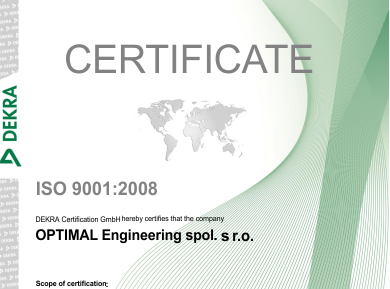 CERTIFICATE
DEKRA
ISO 9001:2008
DEKRA Certification GmbH hereby certifies that the company
OPTIMAL Engineering spol. s r.o.
Scope of certification: